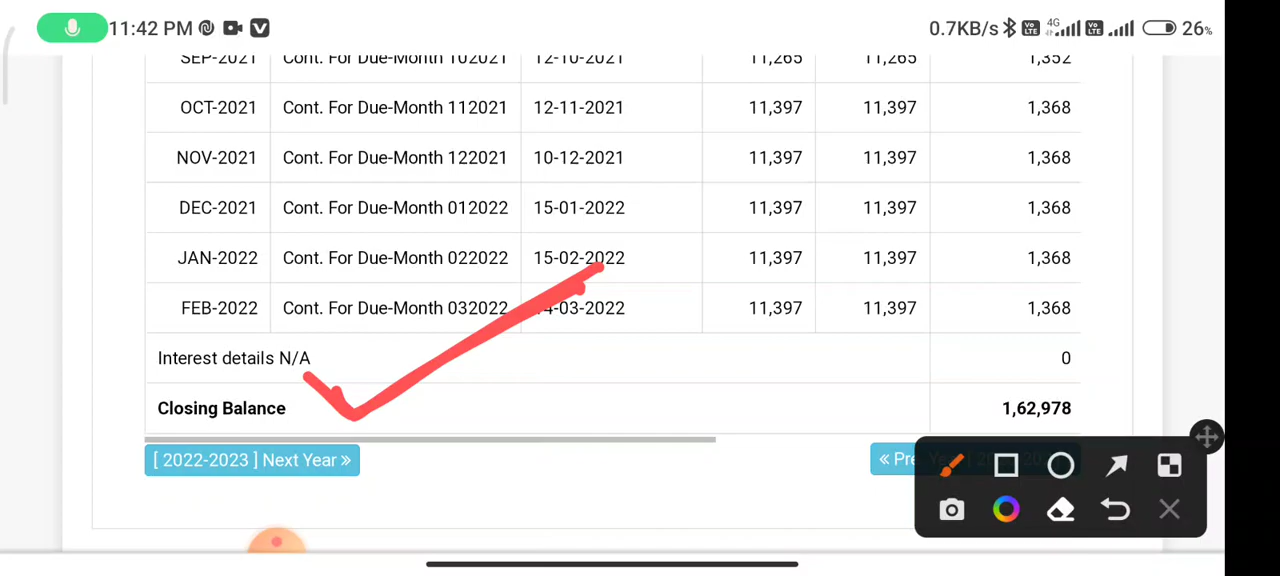 11:42 PM 0.7KB/s 4G 26%
SEP-2021 Cont. For Due-Month 102021 12-10-2021 11,265 11,265 1,352
OCT-2021 Cont. For Due-Month 112021 12-11-2021 11,397 11,397 1,368
NOV-2021 Cont. For Due-Month 122021 10-12-2021 11,397 11,397 1,368
DEC-2021 Cont. For Due-Month 012022 15-01-2022 11,397 11,397 1,368
JAN-2022 Cont. For Due-Month 022022 15-02-2022 11,397 11,397 1,368
FEB-2022 Cont. For Due-Month 032022 14-03-2022 11,397 11,397 1,368
Interest details N/A 0
Closing Balance 1,62,978
[ 2022-2023 ] Next Year » «